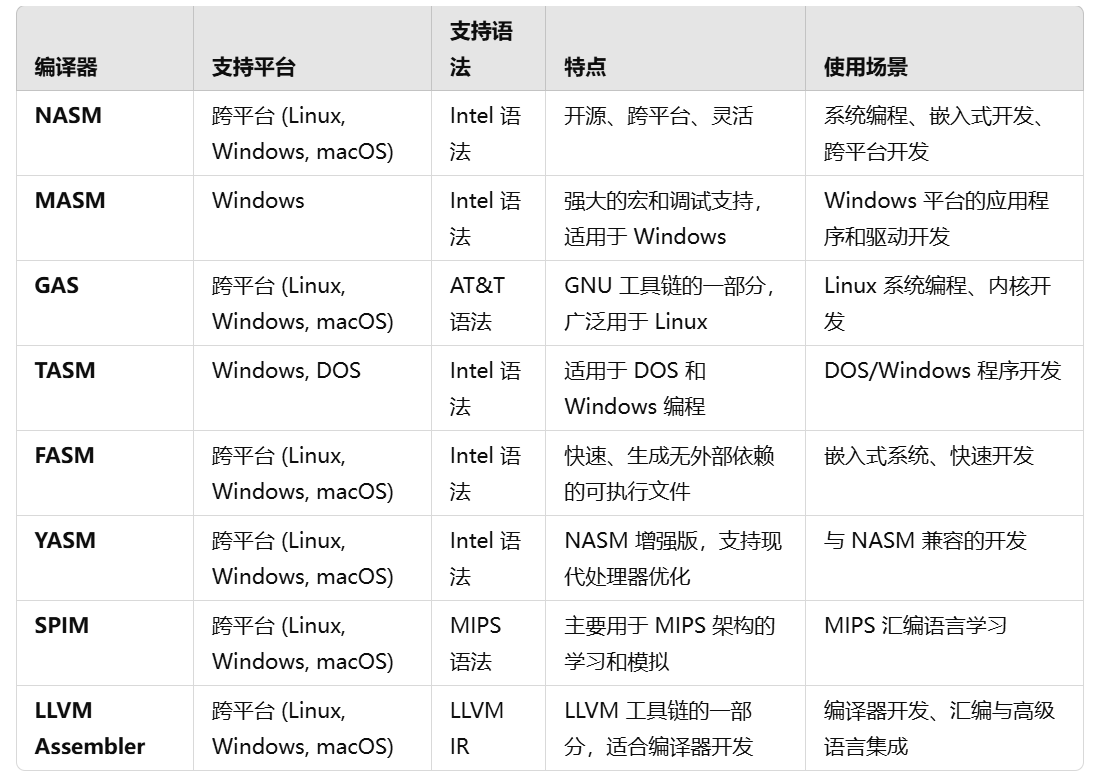 编译器 支持平台 支持语法 特点 使用场景
NASM 跨平台 (Linux, Windows, macOS) Intel 语法 开源、跨平台、灵活 系统编程、嵌入式开发、跨平台开发
MASM Windows Intel 语法 强大的宏和调试支持，适用于 Windows Windows 平台的应用程序和驱动开发
GAS 跨平台 (Linux, Windows, macOS) AT&T 语法 GNU 工具链的一部分，广泛用于 Linux Linux 系统编程、内核开发
TASM Windows, DOS Intel 语法 适用于 DOS 和 Windows 编程 DOS/Windows 程序开发
FASM 跨平台 (Linux, Windows, macOS) Intel 语法 快速、生成无外部依赖的可执行文件 嵌入式系统、快速开发
YASM 跨平台 (Linux, Windows, macOS) Intel 语法 NASM 增强版，支持现代处理器优化 与 NASM 兼容的开发
SPIM 跨平台 (Linux, Windows, macOS) MIPS 语法 主要用于 MIPS 架构的学习和模拟 MIPS 汇编语言学习
LLVM Assembler 跨平台 (Linux, Windows, macOS) LLVM IR LLVM 工具链的一部分，适合编译器开发 编译器开发、汇编与高级语言集成